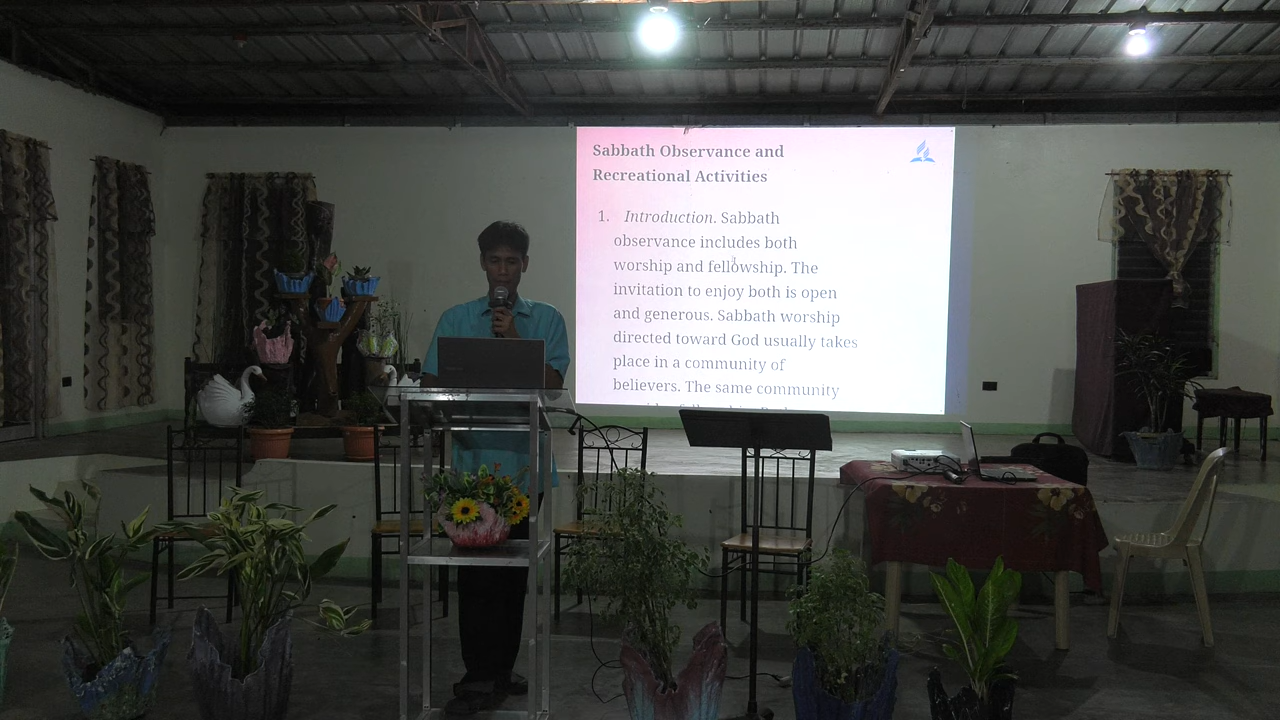 Sabbath Observance and
Recreational Activities
1. Introduction. Sabbath
observance includes both
worship and fellowship. The
invitation to enjoy both is open
and generous. Sabbath worship
directed toward God usually takes
place in a community of
believers. The same community